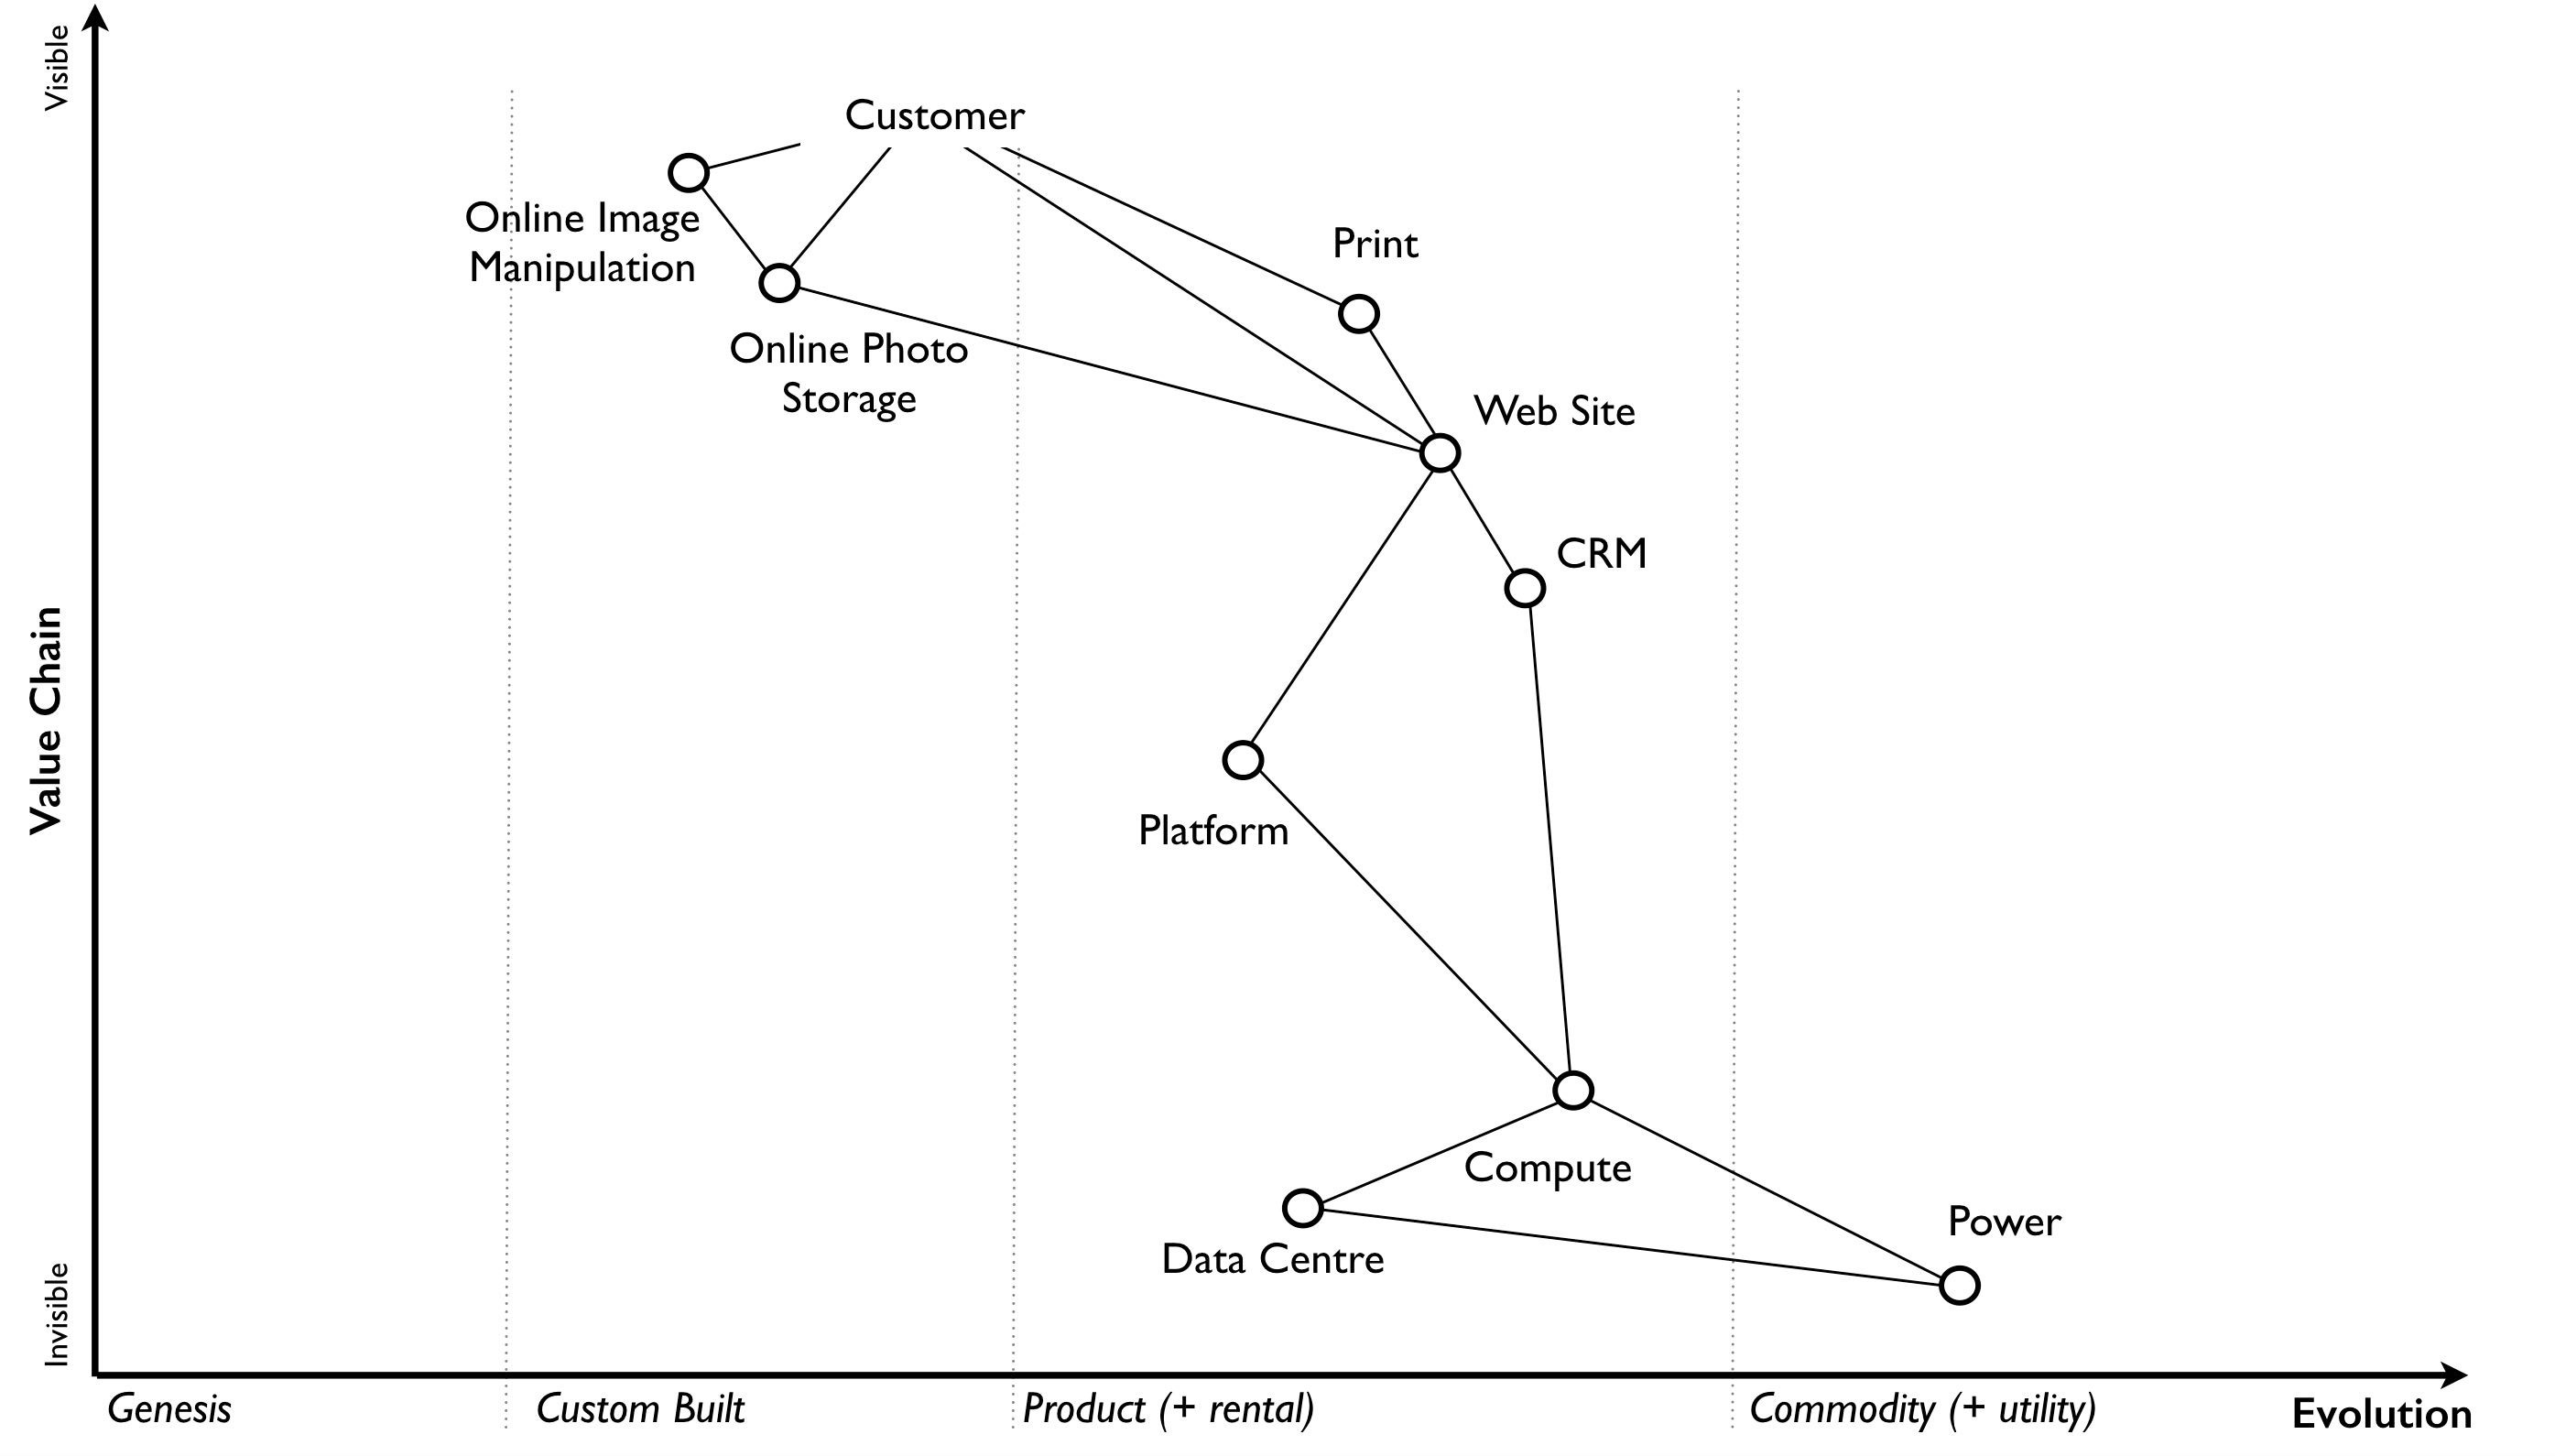 Visible
Customer
Online Image
Manipulation
Print
Online Photo
Storage
Web Site
CRM
Value Chain
Platform
Compute
Power
Data Centre
Invisible
Genesis
Custom Built
Product (+ rental)
Commodity (+ utility)
Evolution